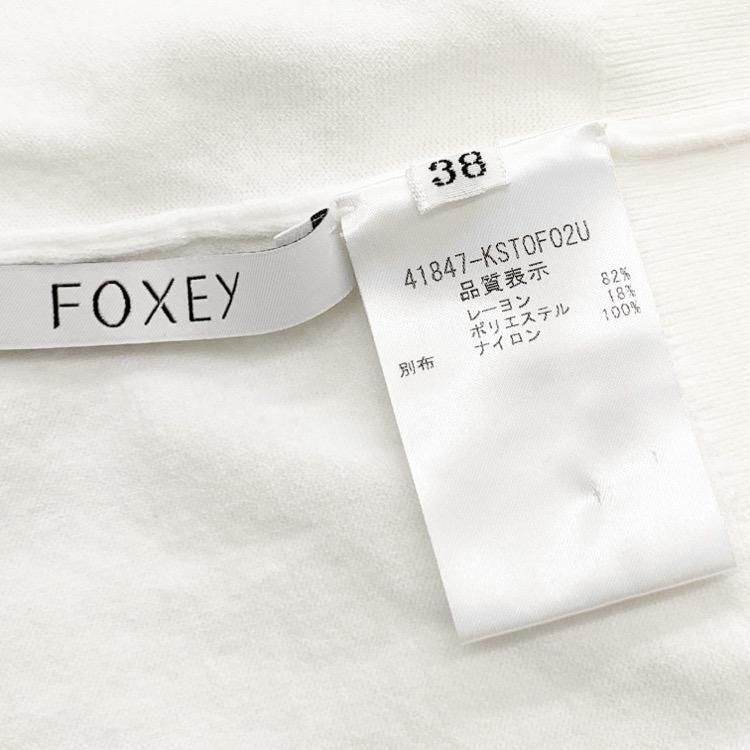 FOXEY
38
41847-KST0F02U
品質表示
レーヨン 82%
ポリエステル 18%
別布 ナイロン 100%